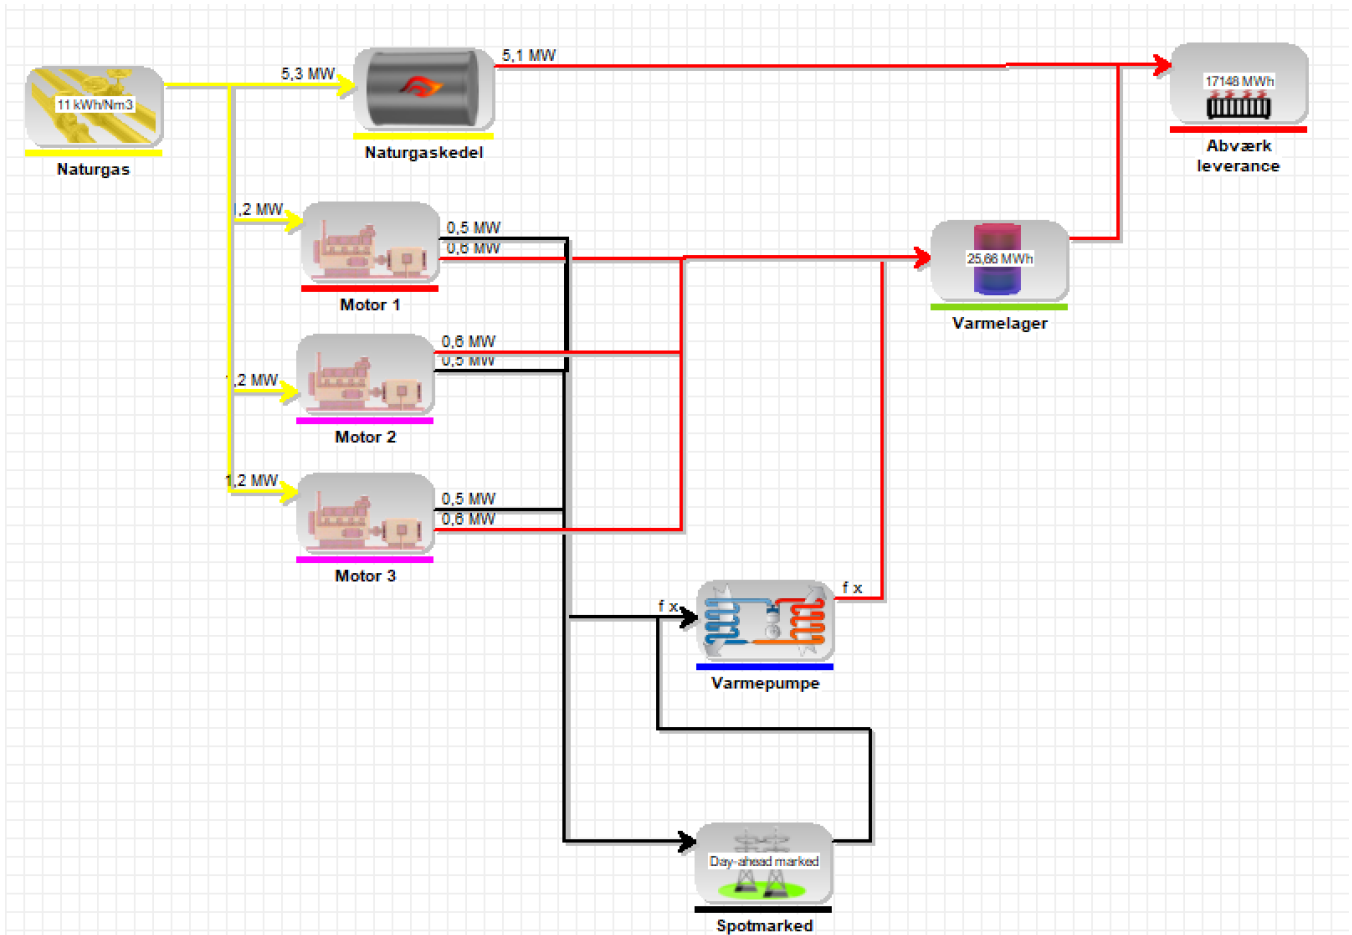 5,3 MW
5,1 MW
11 kWh/Nm3
Naturgas
Naturgaskedel
17148 MWh
Abværk
leverance
1,2 MW
0,5 MW
0,6 MW
Motor 1
25,66 MWh
Varmelager
0,6 MW
0,5 MW
,2 MW
Motor 2
1,2 MW
0,5 MW
0,6 MW
Motor 3
f x
f x
Varmepumpe
Day-ahead marked
Spotmarked